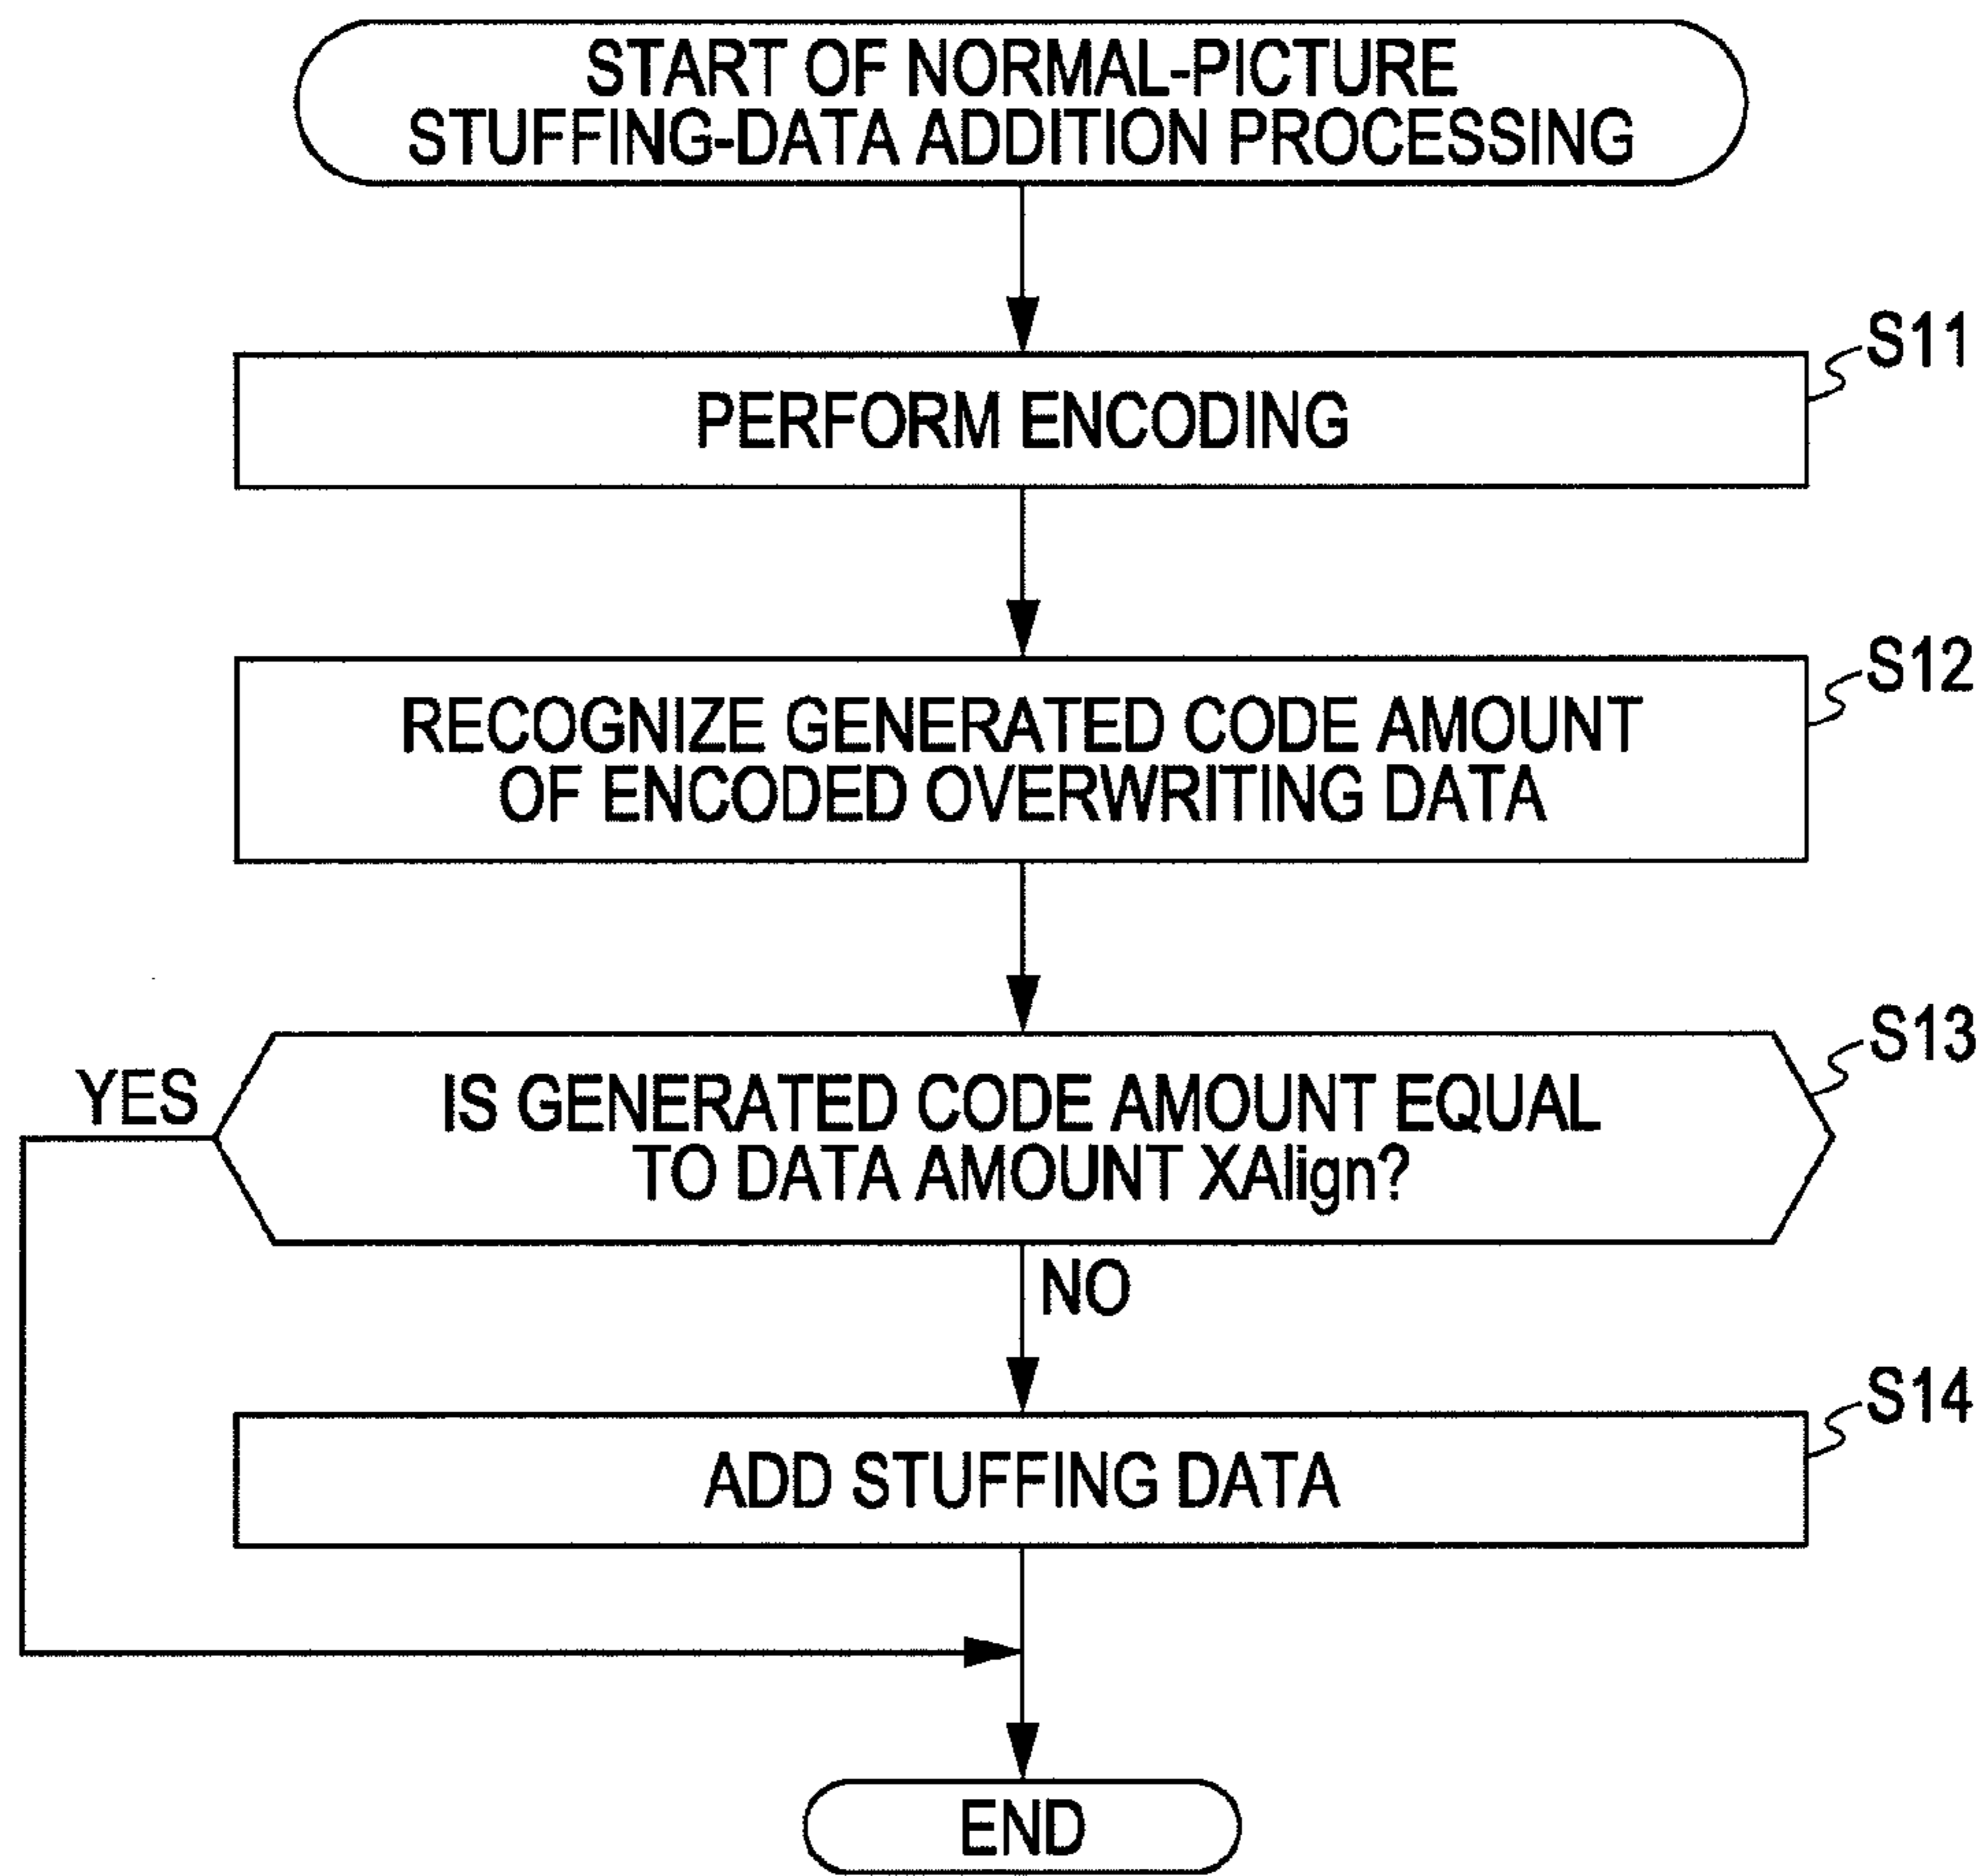 START OF NORMAL-PICTURE
STUFFING-DATA ADDITION PROCESSING
S11
PERFORM ENCODING
S12
RECOGNIZE GENERATED CODE AMOUNT
OF ENCODED OVERWRITING DATA
S13
YES
IS GENERATED CODE AMOUNT EQUAL
TO DATA AMOUNT XAlign?
NO
S14
ADD STUFFING DATA
END